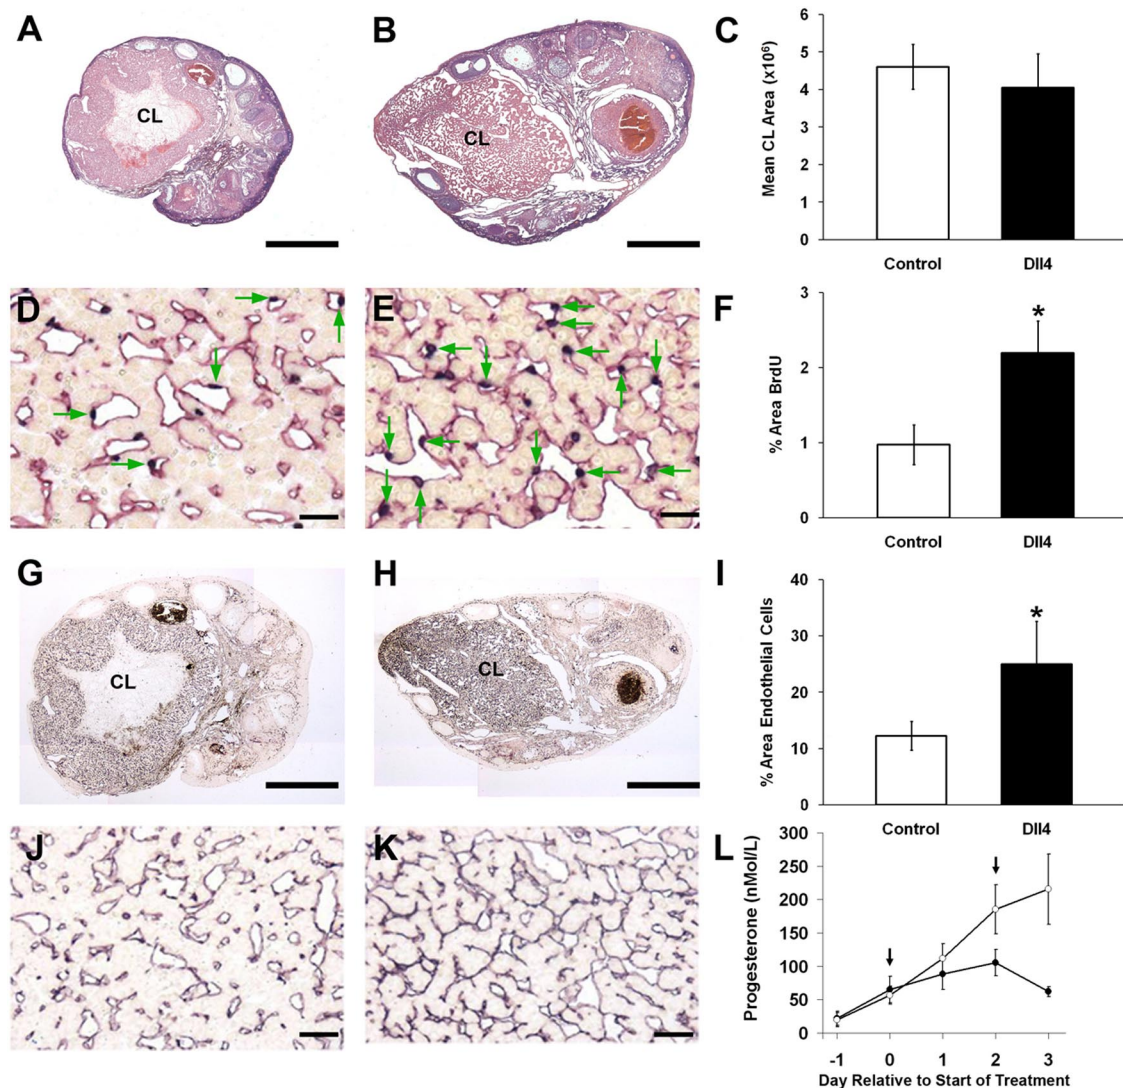 A
CL
B
CL
C
Mean CL Area (x10⁶)
6
5
4
3
2
1
0
Control
Dll4
D
E
F
% Area BrdU
3
2
1
0
*
Control
Dll4
G
CL
H
CL
I
% Area Endothelial Cells
40
30
20
10
0
*
Control
Dll4
J
K
L
Progesterone (nMol/L)
300
250
200
150
100
50
0
-1
0
1
2
3
Day Relative to Start of Treatment